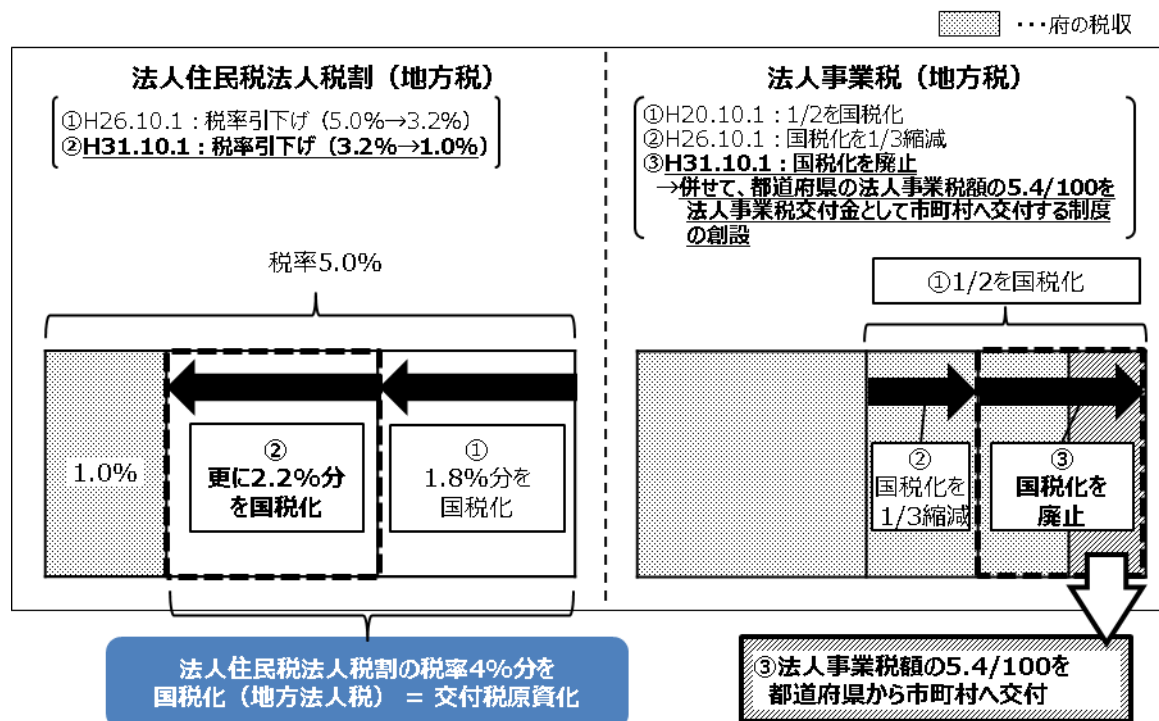 ・・・府の税収
法人住民税法人税割（地方税）
①H26.10.1：税率引下げ（5.0%→3.2%）
②H31.10.1：税率引下げ（3.2%→1.0%）
税率5.0%
1.0%
②
更に2.2%分
を国税化
①
1.8%分を
国税化
法人住民税法人税割の税率4%分を
国税化（地方法人税） ＝ 交付税原資化
法人事業税（地方税）
①H20.10.1：1/2を国税化
②H26.10.1：国税化を1/3縮減
③H31.10.1：国税化を廃止
→併せて、都道府県の法人事業税額の5.4/100を
法人事業税交付金として市町村へ交付する制度
の創設
①1/2を国税化
②
国税化を
1/3縮減
③
国税化を
廃止
③法人事業税額の5.4/100を
都道府県から市町村へ交付